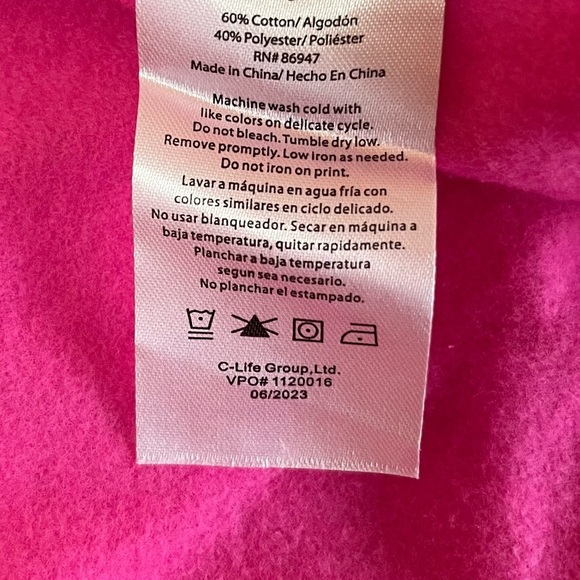 60% Cotton/ Algodón
40% Polyester/ Poliéster
RN# 86947
Made in China/ Hecho En China
Machine wash cold with
like colors on delicate cycle.
Do not bleach. Tumble dry low.
Remove promptly. Low iron as needed.
Do not iron on print.
Lavar a máquina en agua fría con
colores similares en ciclo delicado.
No usar blanqueador. Secar en máquina a
baja temperatura, quitar rapidamente.
Planchar a baja temperatura
segun sea necesario.
No planchar el estampado.
C-Life Group,Ltd.
VPO# 1120016
06/2023